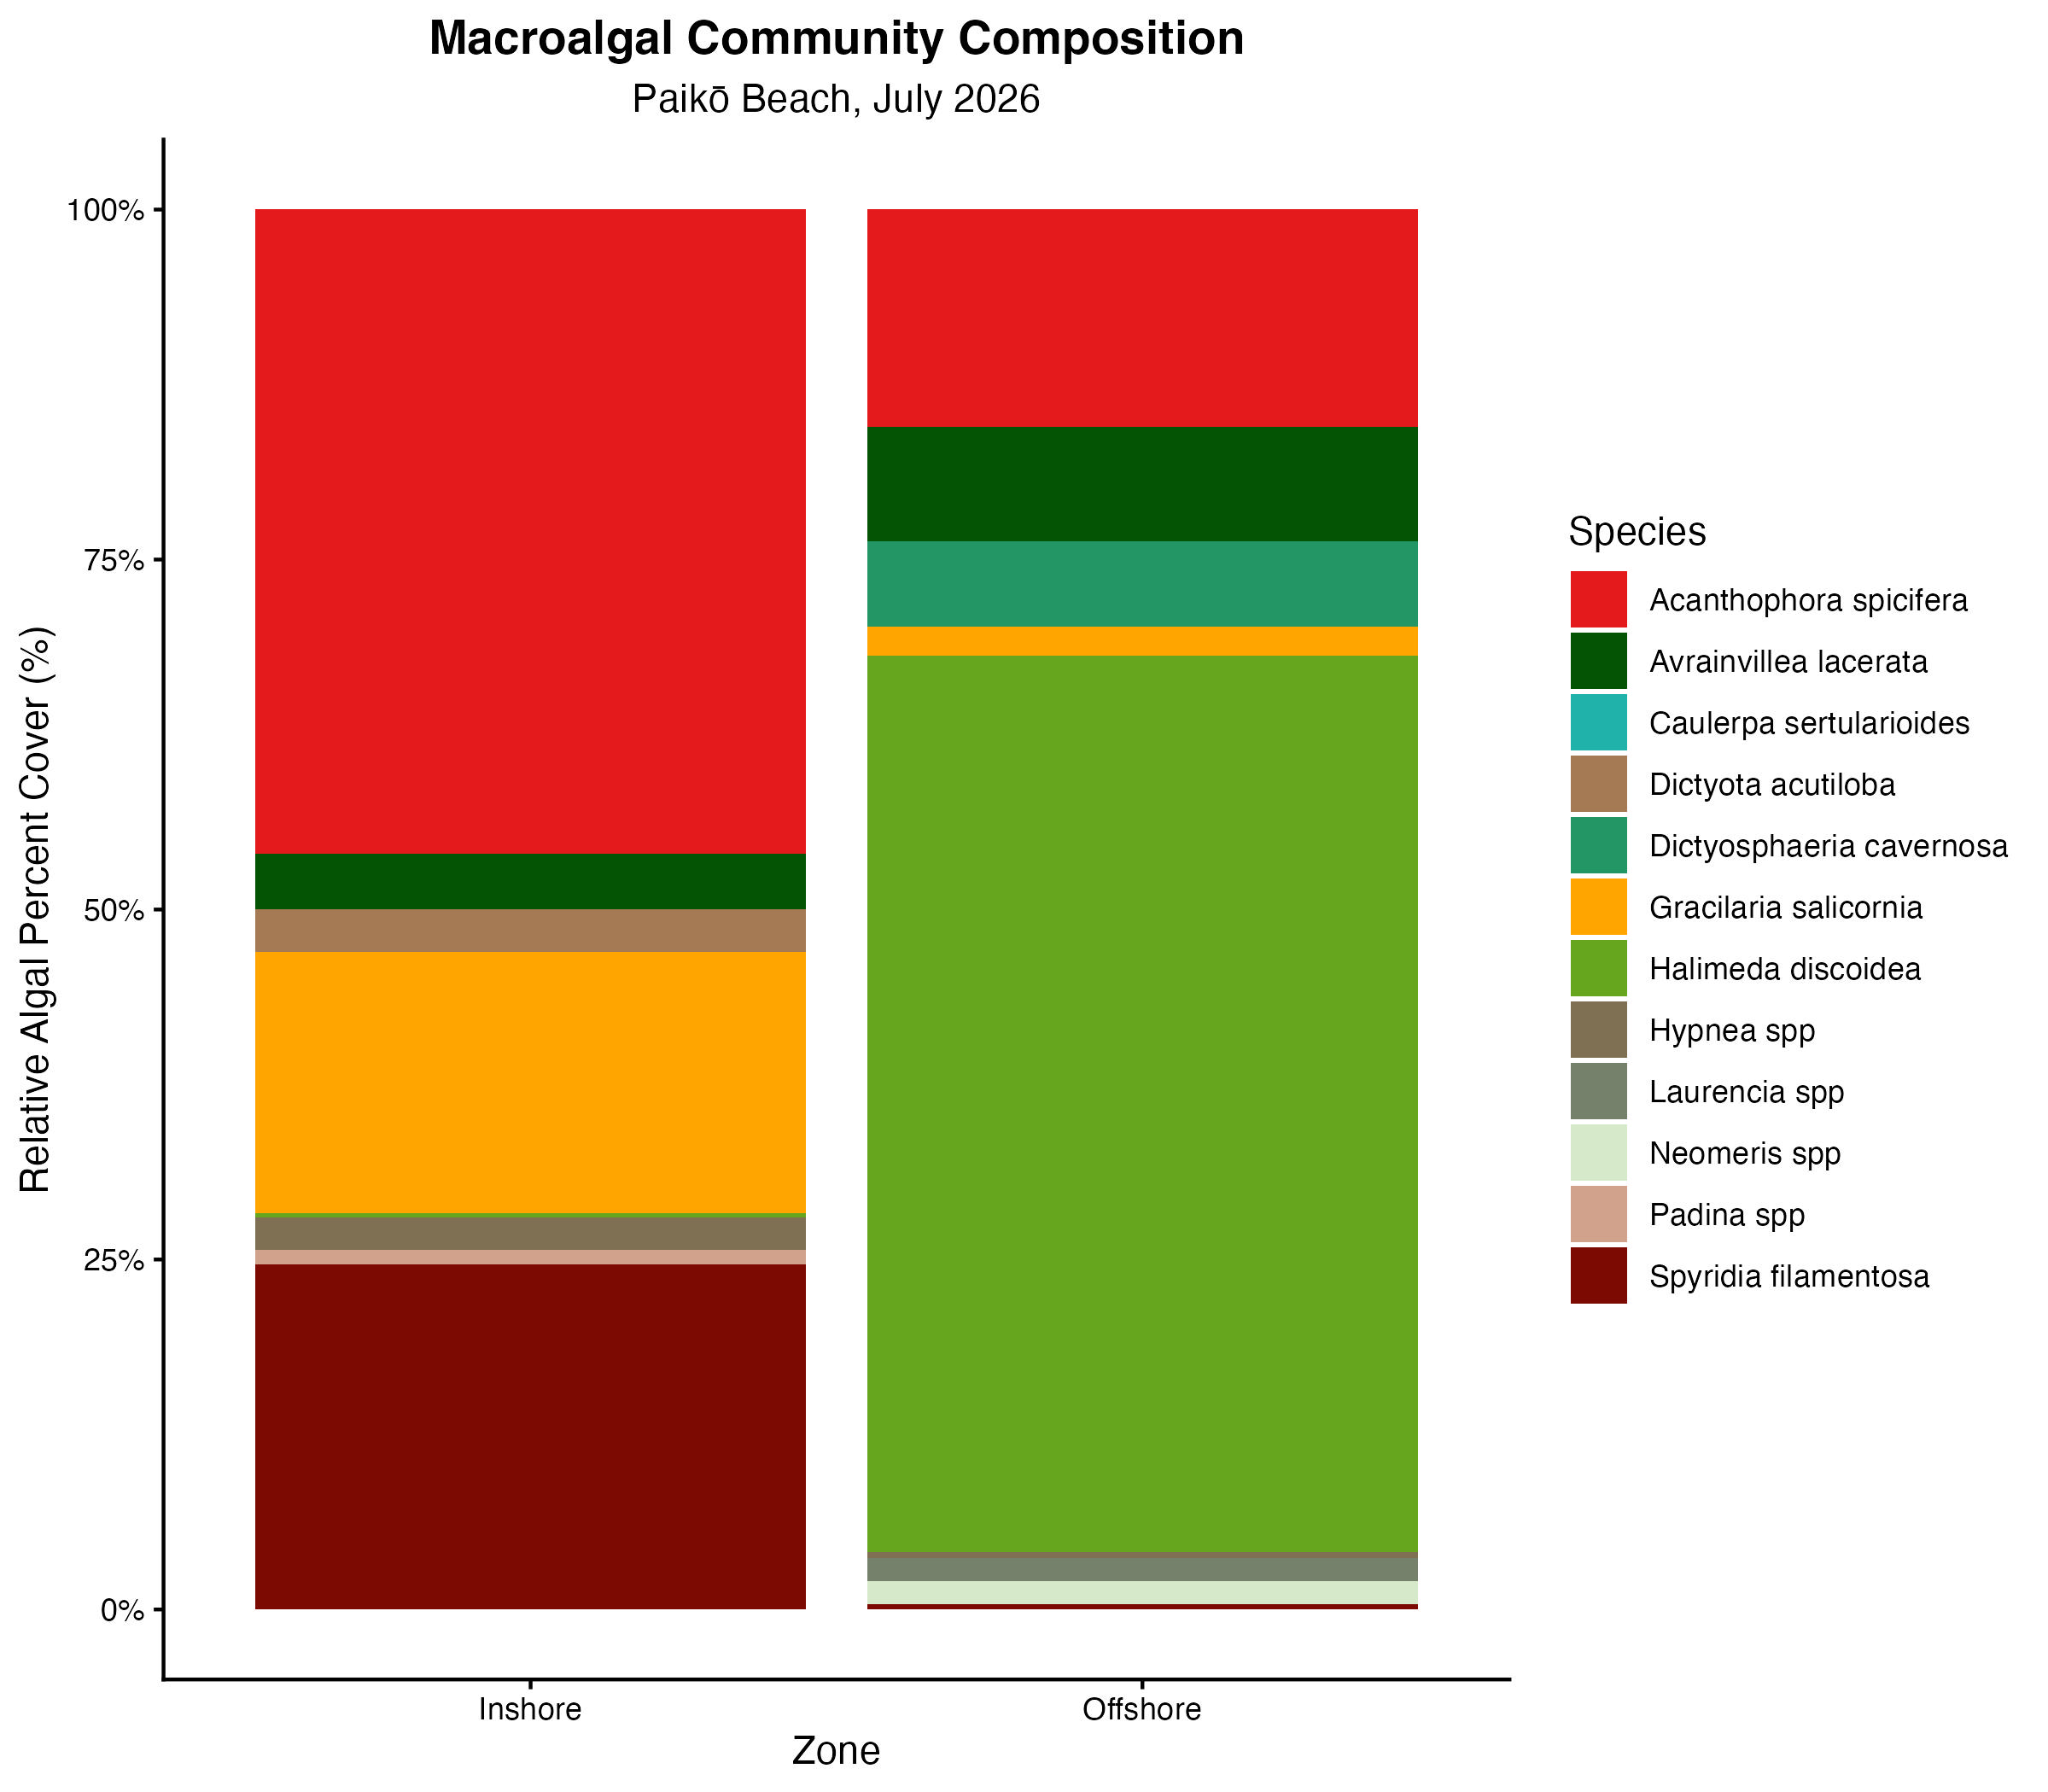 Macroalgal Community Composition
Paikō Beach, July 2026
Relative Algal Percent Cover (%)
100%
75%
50%
25%
0%
Inshore
Offshore
Zone
Species
Acanthophora spicifera
Avrainvillea lacerata
Caulerpa sertularioides
Dictyota acutiloba
Dictyosphaeria cavernosa
Gracilaria salicornia
Halimeda discoidea
Hypnea spp
Laurencia spp
Neomeris spp
Padina spp
Spyridia filamentosa